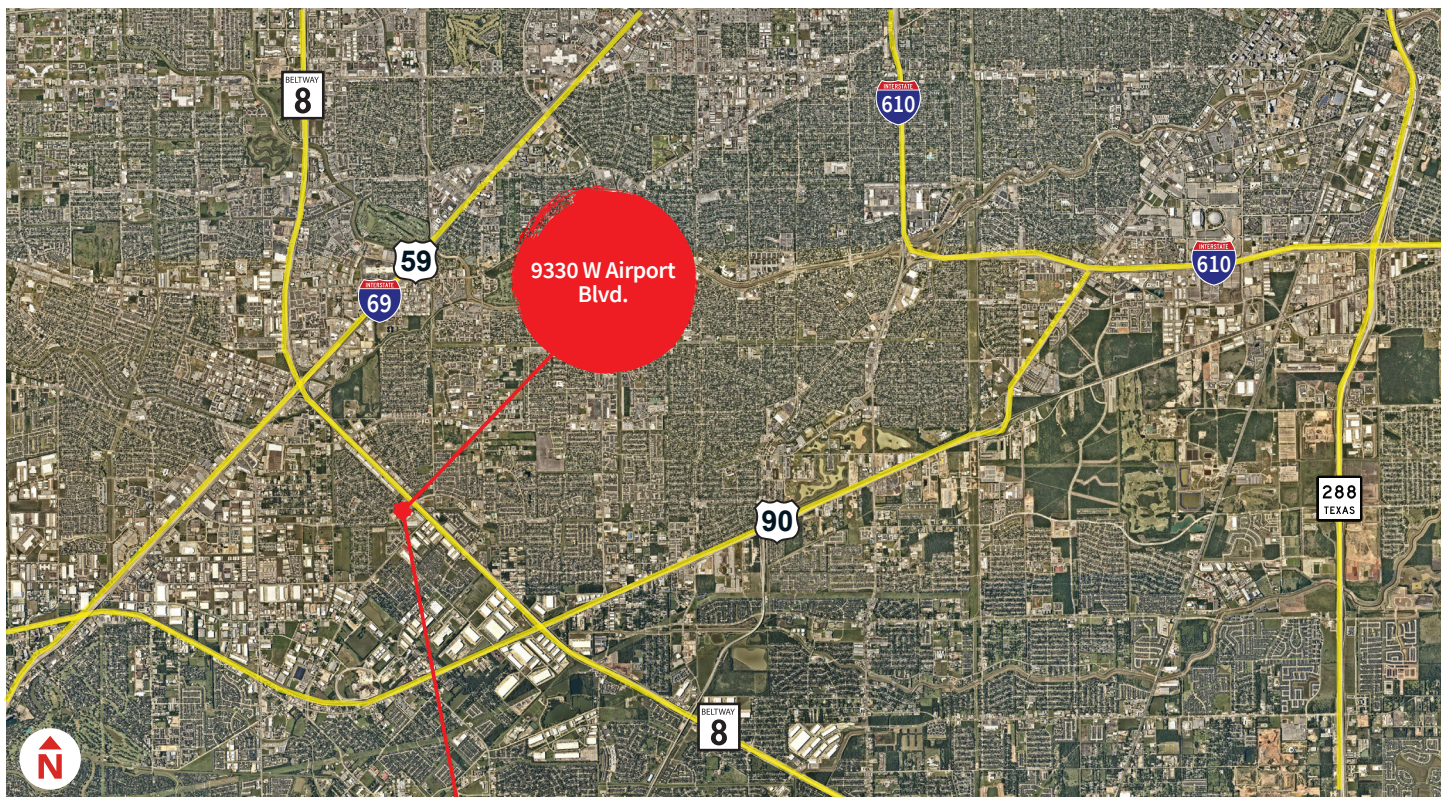 BELTWAY
8
INTERSTATE
610
59
INTERSTATE
69
9330 W Airport
Blvd.
INTERSTATE
610
90
288
TEXAS
BELTWAY
8
N